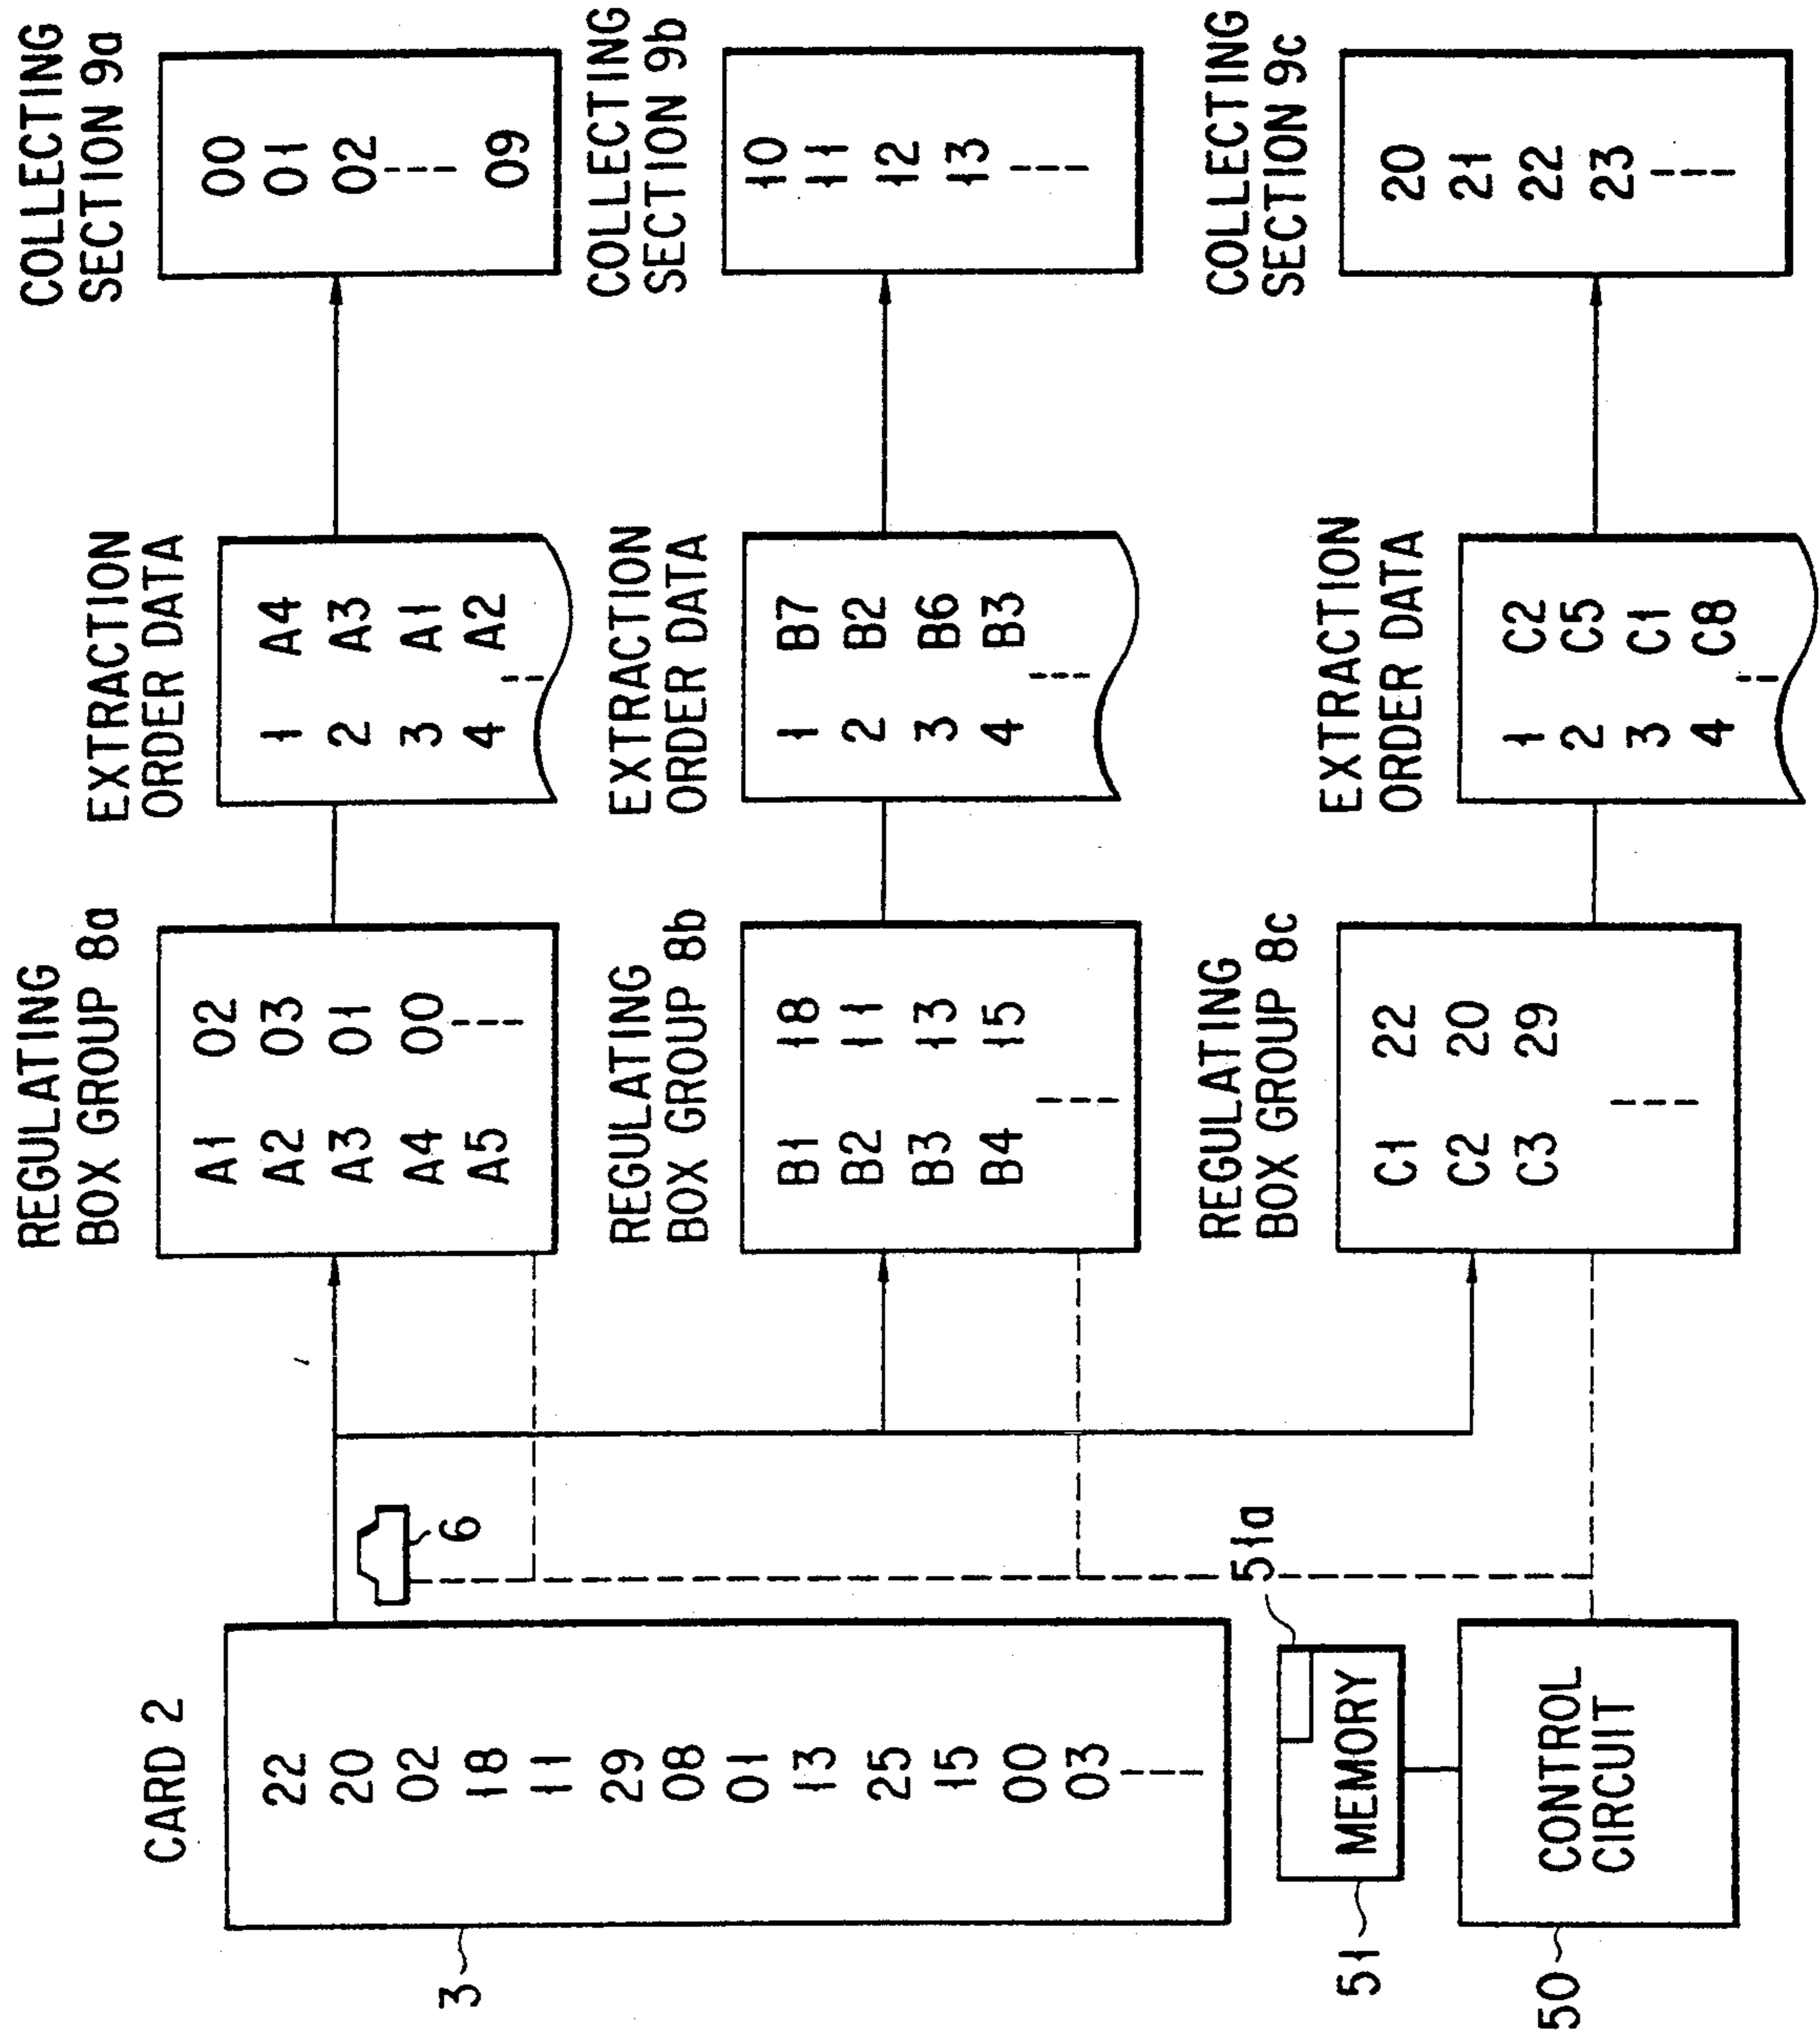 CARD 2
22
20
02
18
11
29
08
01
13
25
15
00
03
3
6
51a
MEMORY
51
CONTROL
CIRCUIT
50
REGULATING
BOX GROUP 8a
A1 02
A2 03
A3 01
A4 00
A5
REGULATING
BOX GROUP 8b
B1 18
B2 11
B3 13
B4 15
REGULATING
BOX GROUP 8c
C1 22
C2 20
C3 29
EXTRACTION
ORDER DATA
1 A4
2 A3
3 A1
4 A2
EXTRACTION
ORDER DATA
1 B7
2 B2
3 B6
4 B3
EXTRACTION
ORDER DATA
1 C2
2 C5
3 C1
4 C8
COLLECTING
SECTION 9a
00
01
02
09
COLLECTING
SECTION 9b
10
11
12
13
COLLECTING
SECTION 9c
20
21
22
23